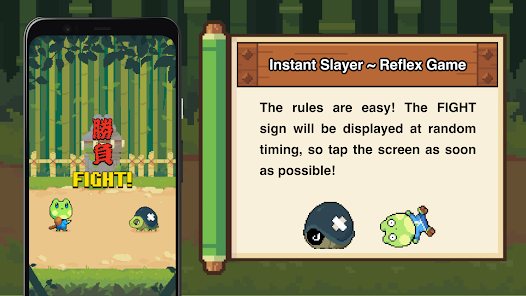 勝
負
FIGHT!
Instant Slayer ~ Reflex Game
The rules are easy! The FIGHT
sign will be displayed at random
timing, so tap the screen as soon
as possible!